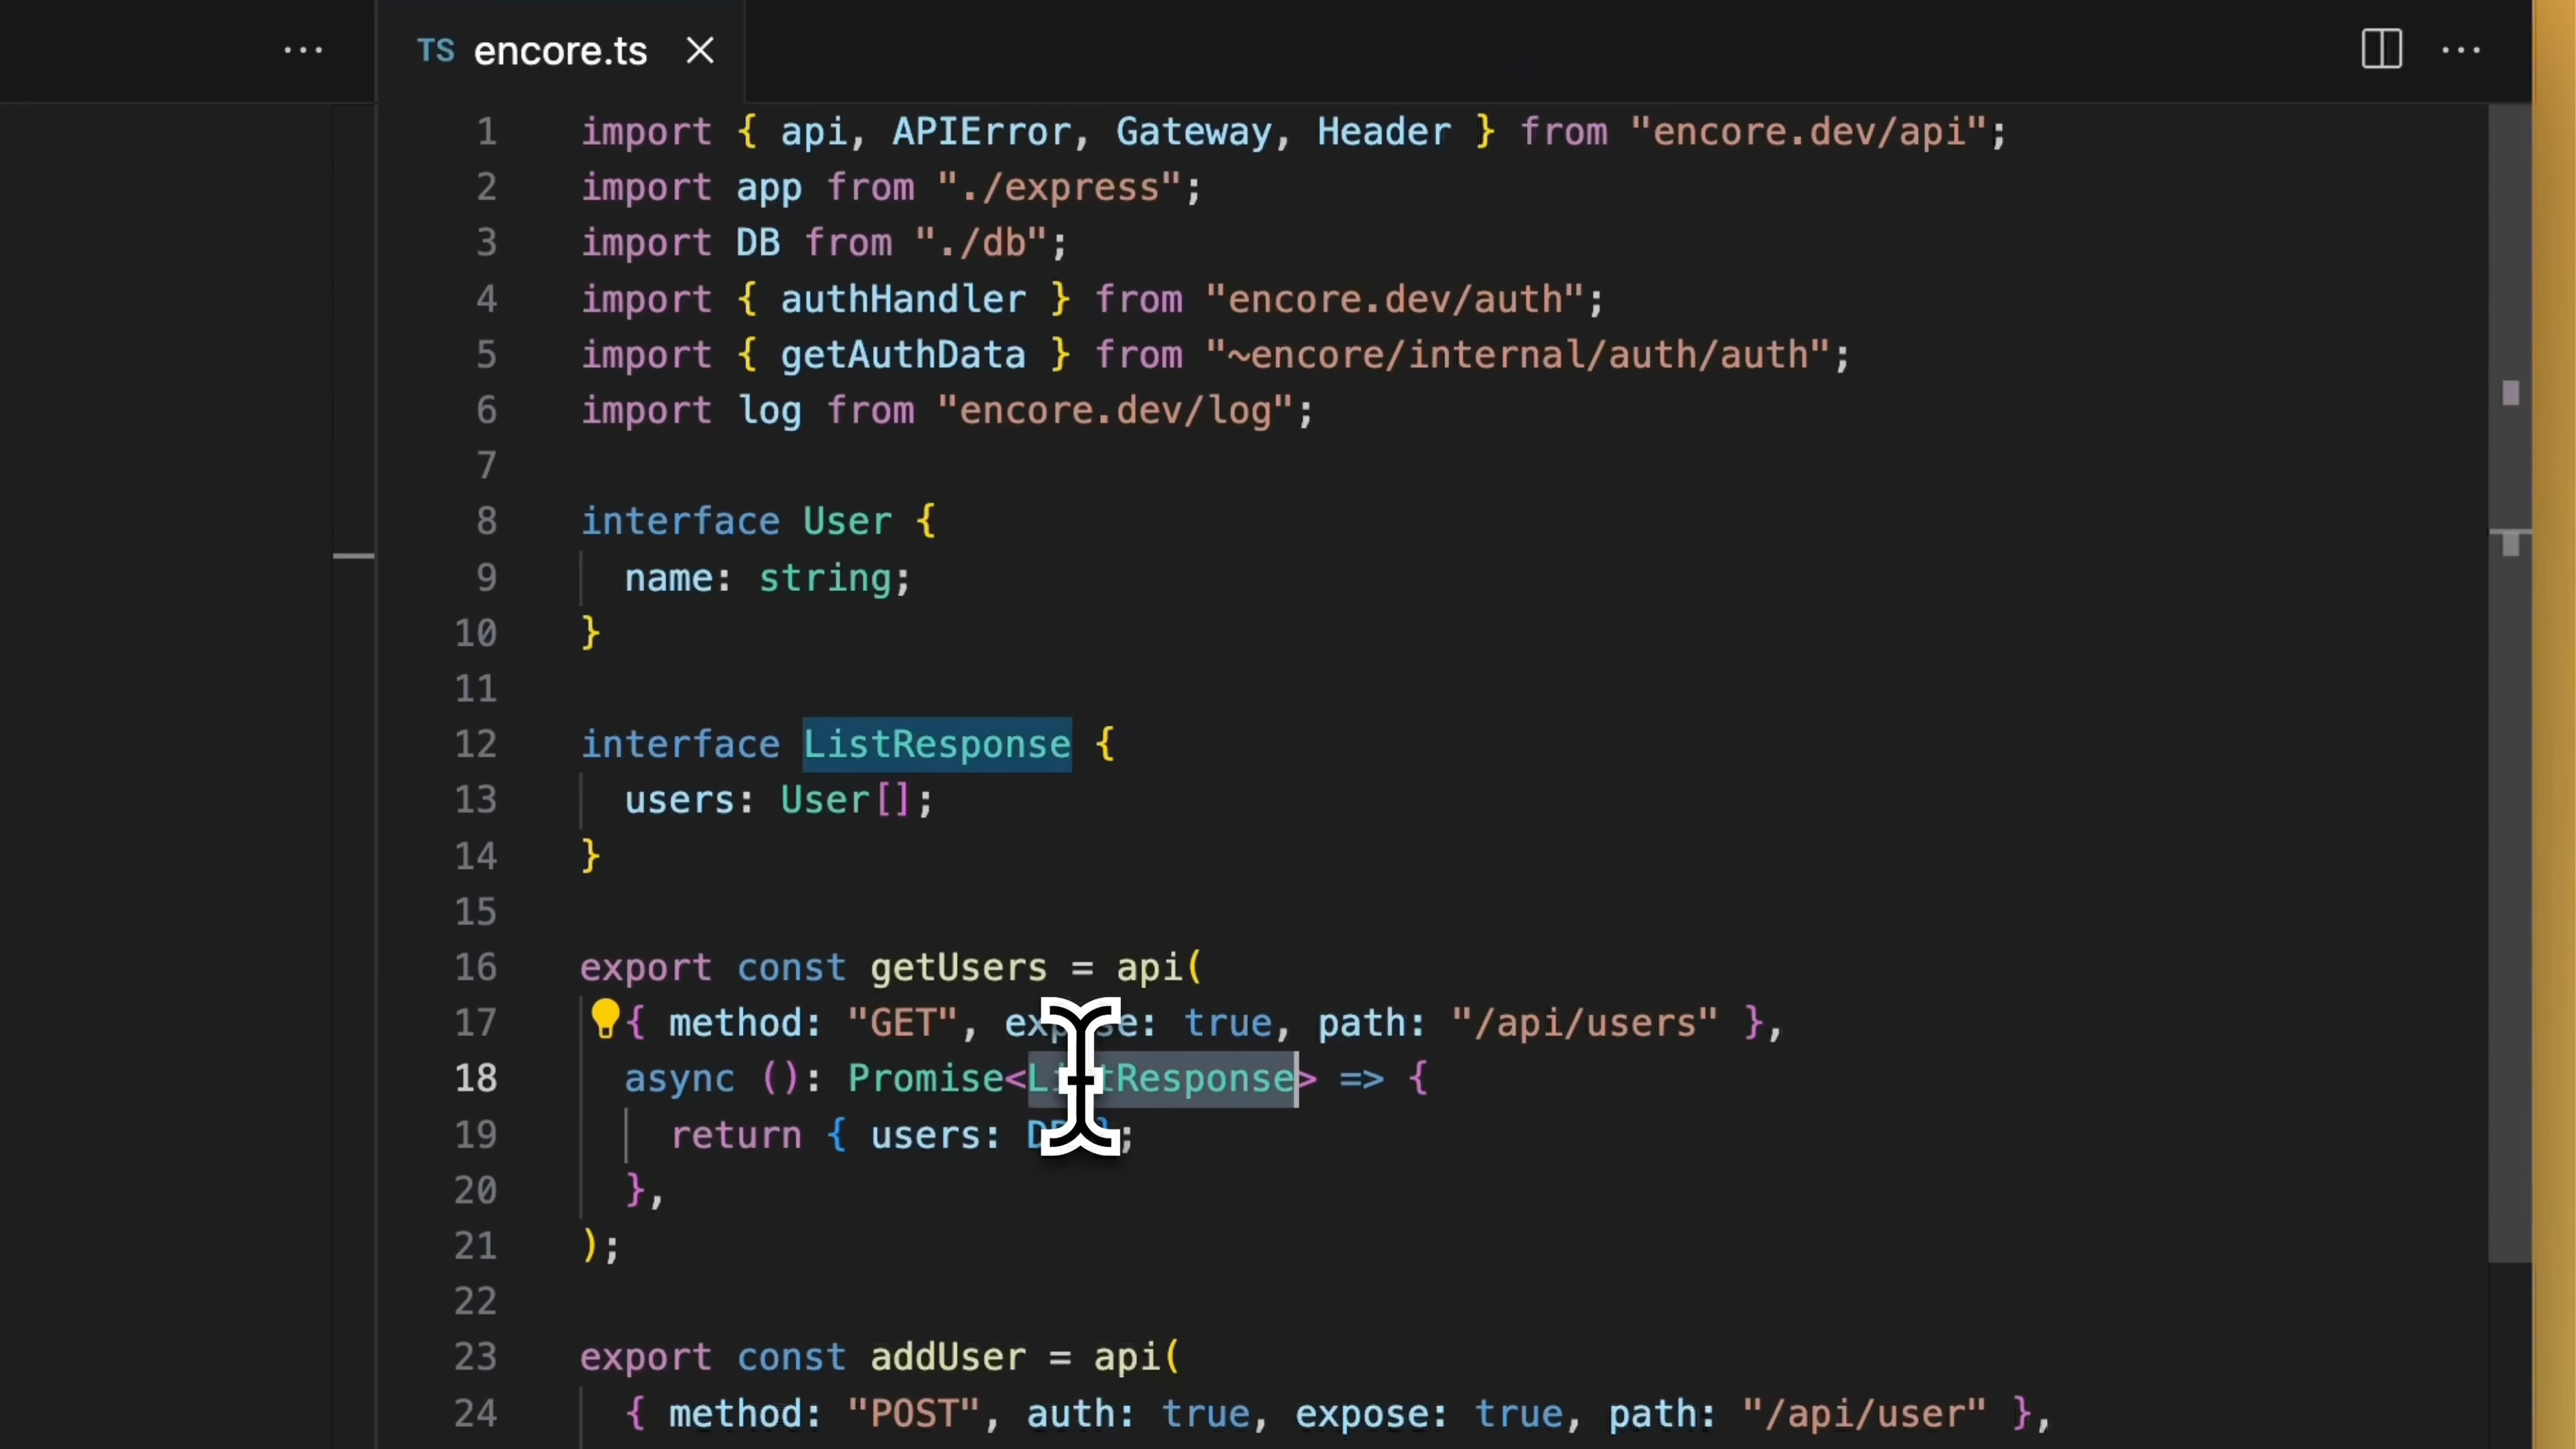 TS encore.ts
1 import { api, APIError, Gateway, Header } from "encore.dev/api";
2 import app from "./express";
3 import DB from "./db";
4 import { authHandler } from "encore.dev/auth";
5 import { getAuthData } from "~encore/internal/auth/auth";
6 import log from "encore.dev/log";
7
8 interface User {
9 name: string;
10 }
11
12 interface ListResponse {
13 users: User[];
14 }
15
16 export const getUsers = api(
17 { method: "GET", expose: true, path: "/api/users" },
18 async (): Promise<ListResponse> => {
19 return { users: DB };
20 },
21 );
22
23 export const addUser = api(
24 { method: "POST", auth: true, expose: true, path: "/api/user" },